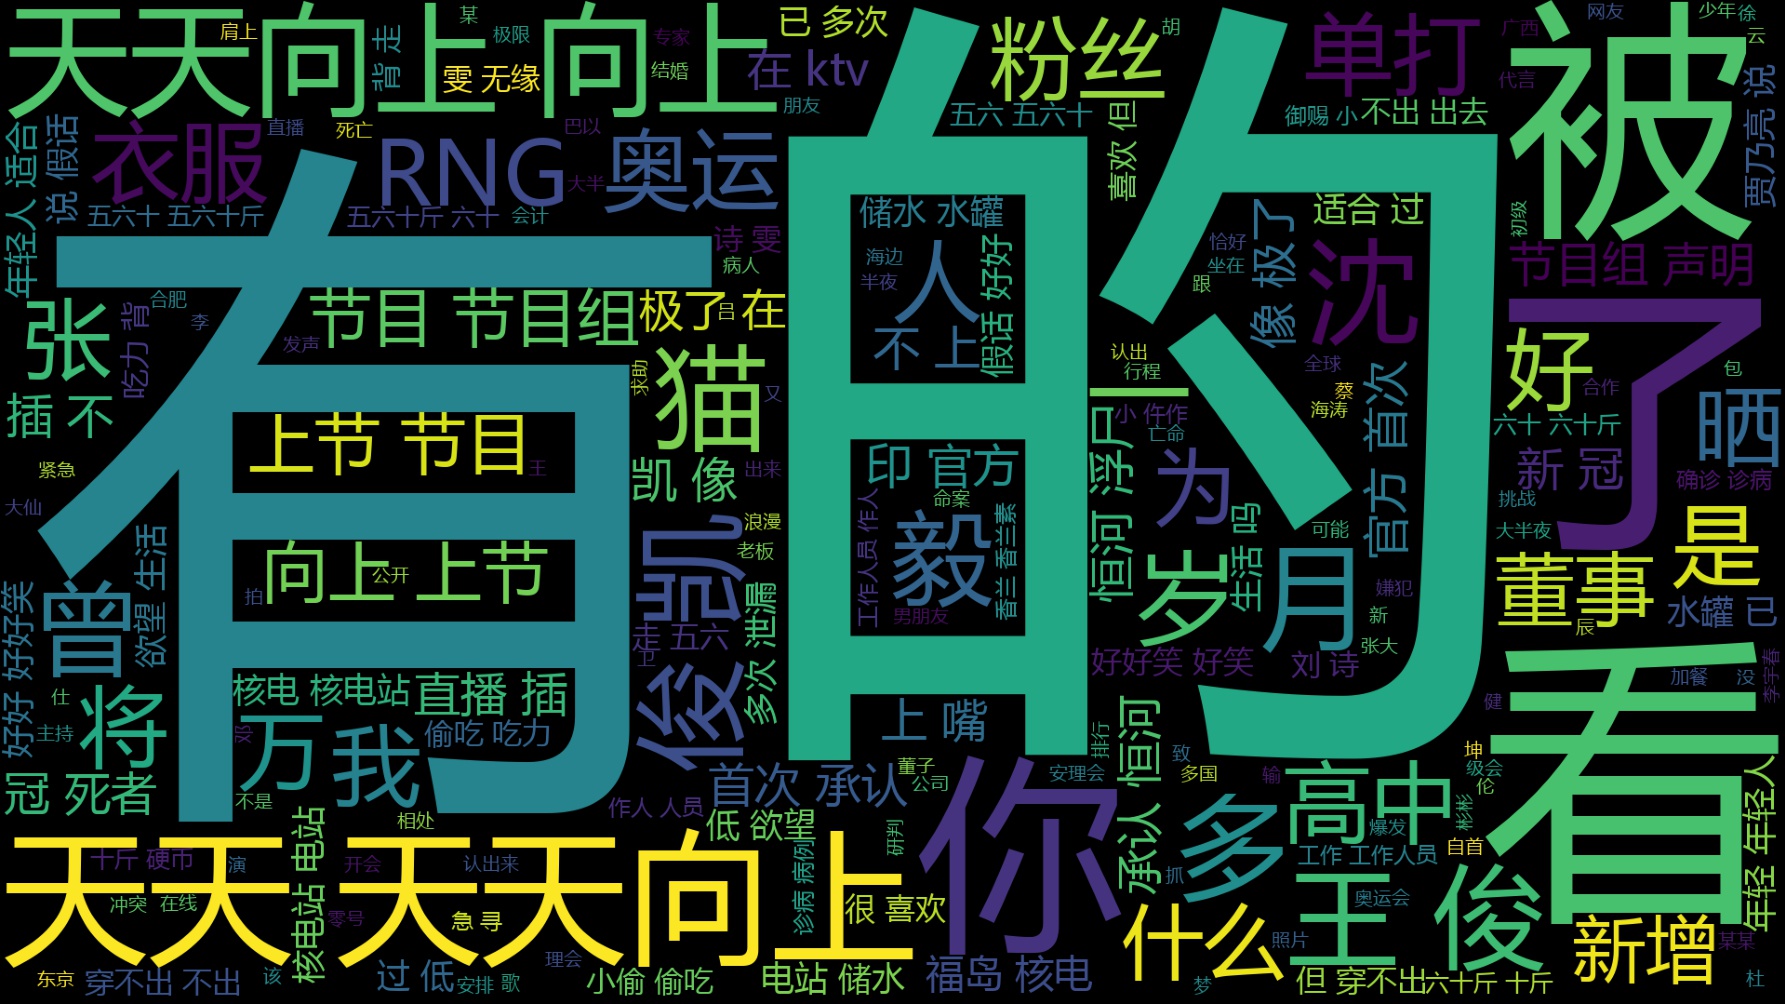 天天向上 向上
肩上
背 走
某
极限
专家
已 多次
粉丝
胡
单打
广西
网友
少年
徐
云
被
雯 无缘
结婚
在 ktv
朋友
五六 五六十
代言
御赐 小
不出 出去
贾乃亮 说
年轻人 适合
说 假话
衣服
直播
死亡
RNG
巴以
大半
奥运
的
喜欢 但
初级
五六十 五六十斤
五六十斤 六十
会计
诗 雯
病人
储水 水罐
适合 过
恰好
坐在
跟
像 极了
沈
节目组 声明
了
有
张
合肥
李
吃力 背
发声
节目 节目组
极了 在
吕
海边
半夜
人
不 上
假话 好好
认出
行程
全球
蔡
海涛
好
合作
包
晒
插 不
求助
猫
又
一
小 仵作
亡命
官方 首次
六十 六十斤
上节 节目
王
凯 像
出来
印 官方
恒河 浮尸
为
新 冠
确诊 诊病
紧急
大仙
向上 上节
公开
浪漫
老板
俊凯
工作人员 作人
命案
毅
香兰 香兰素
岁
生活 吗
可能
月
嫌犯
新
张大
挑战
大半夜
是
董事
水罐 已
辰
好好 好好笑
曾
欲望 生活
拍
男朋友
走 五六
卫
多次 泄漏
好好笑 好笑
刘 诗
看
加餐
没
李宇春
健
仕
主持
将
核电 核电站
直播 插
邓
万
我
偷吃 吃力
上 嘴
排行
承认 恒河
致
多国
输
坤
级会
伦
冠 死者
不是
相处
核电站 电站
作人 人员
首次 承认
董子
公司
安理会
你
多
高中
彬彬
年轻 年轻人
低 欲望
研判
诊病 病例
爆发
工作 工作人员
白首
抓
天天 天天向上
十斤 硬币
演
开会
认出来
冲突
在线
零号
急 寻
很 喜欢
什么
王 俊
奥运会
照片
新增
某某
东京
穿不出 不出
该
过 低
安排
歌
理会
小偷 偷吃
电站 储水
福岛 核电
梦
但 穿不出
六十斤 十斤
杜